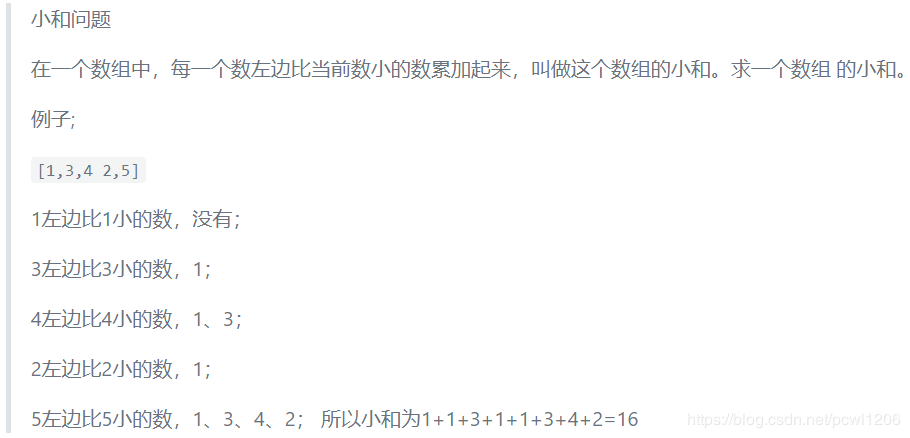 小和问题
在一个数组中，每一个数左边比当前数小的数累加起来，叫做这个数组的小和。求一个数组 的小和。
例子;
[1,3,4 2,5]
1左边比1小的数，没有；
3左边比3小的数，1；
4左边比4小的数，1、3；
2左边比2小的数，1；
5左边比5小的数，1、3、4、2； 所以小和为1+1+3+1+1+3+4+2=16
https://blog.csdn.net/pcwl1206